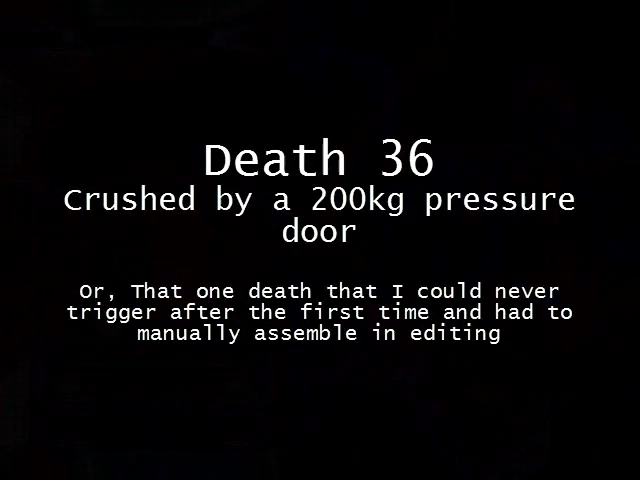 Death 36
Crushed by a 200kg pressure
door
Or, That one death that I could never
trigger after the first time and had to
manually assemble in editing